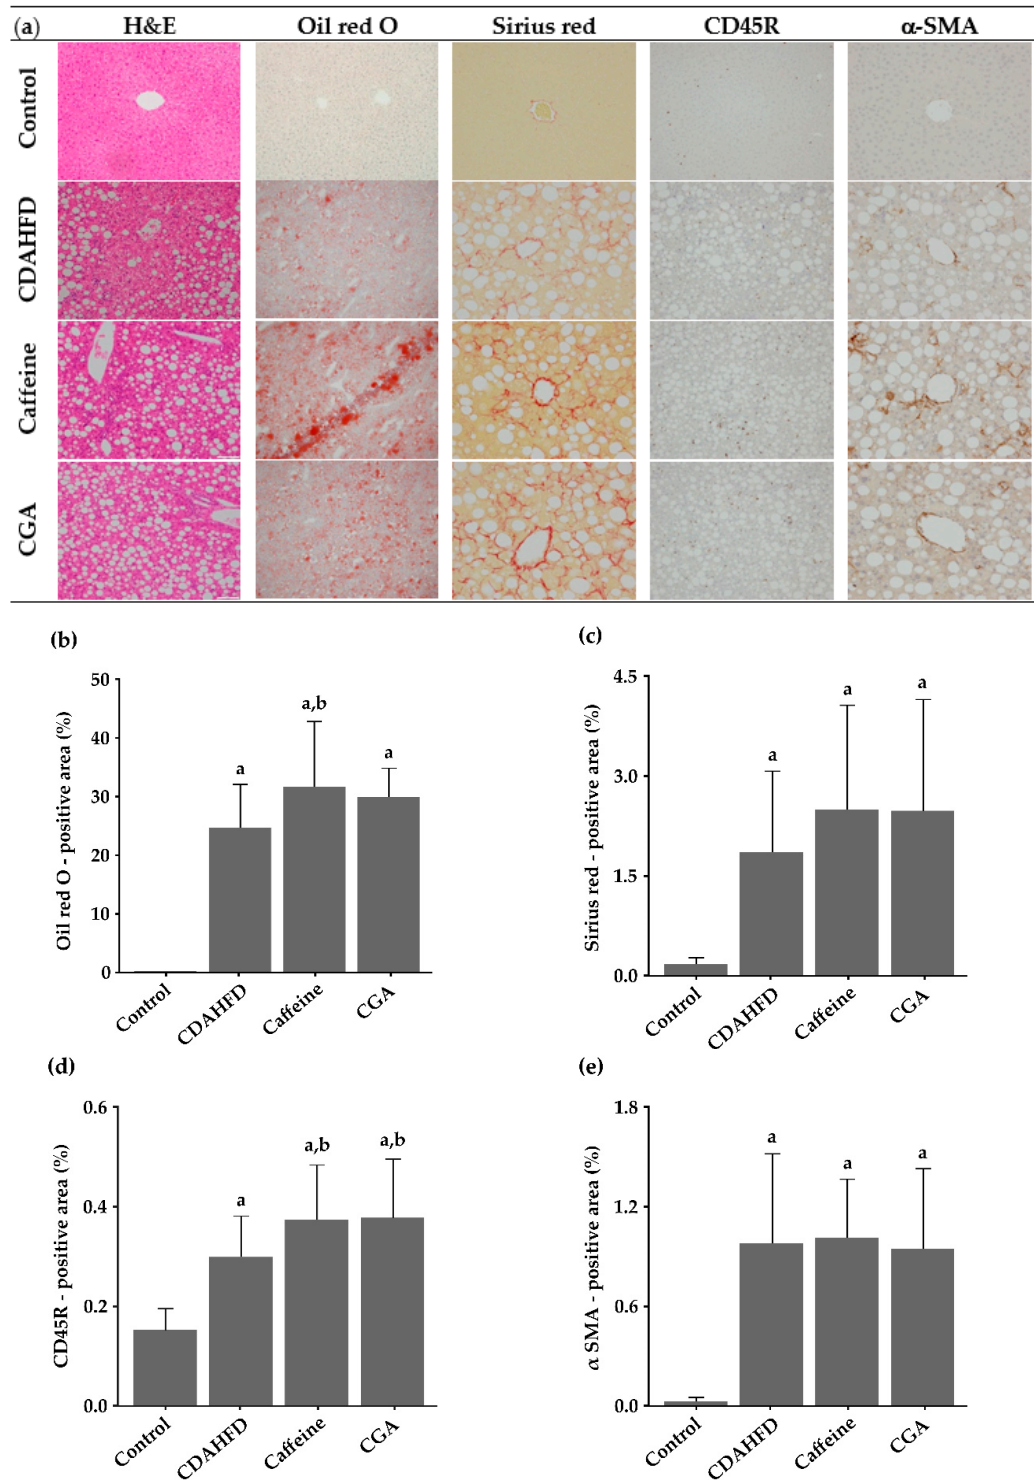 (a) H&E Oil red O Sirius red CD45R α-SMA
Control
CDAHFD
Caffeine
CGA
(b)
Oil red O - positive area (%)
50
40
30
20
10
0
a
a,b
a
Control CDAHFD Caffeine CGA
(c)
Sirius red - positive area (%)
4.5
3.0
1.5
0.0
a
a
a
Control CDAHFD Caffeine CGA
(d)
CD45R - positive area (%)
0.6
0.4
0.2
0.0
a
a,b
a,b
Control CDAHFD Caffeine CGA
(e)
α SMA - positive area (%)
1.8
1.2
0.6
0.0
a
a
a
Control CDAHFD Caffeine CGA